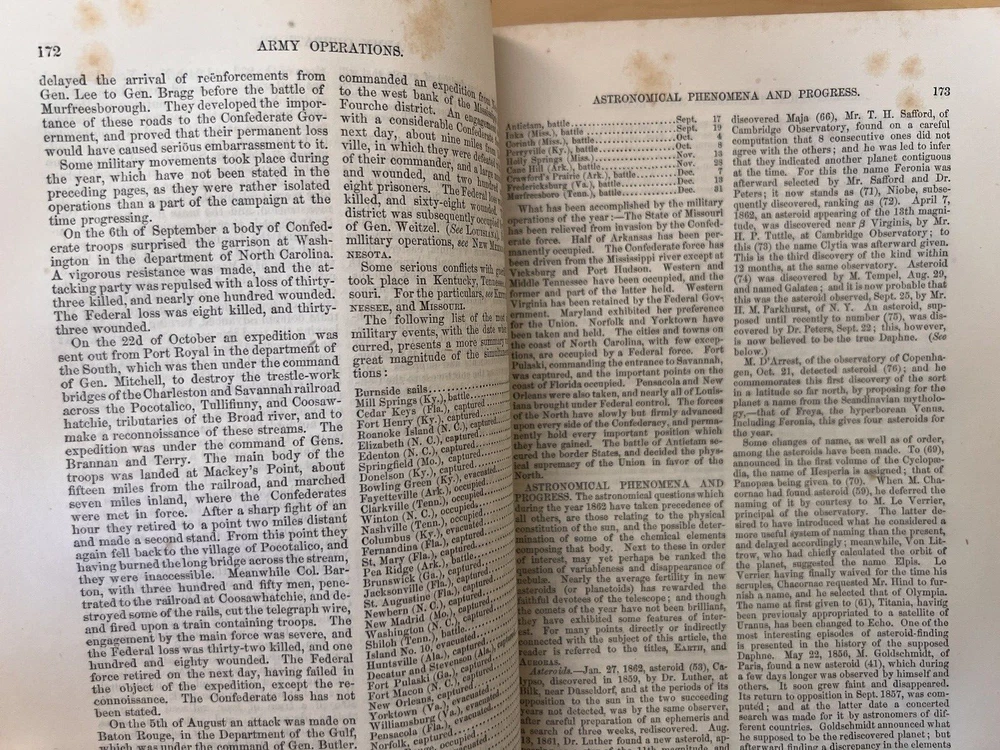 172
ARMY OPERATIONS.
delayed the arrival of reënforcements from
Gen. Lee to Gen. Bragg before the battle of
Murfreesborough. They developed the impor-
tance of these roads to the Confederate Gov-
ernment, and proved that their permanent loss
would have caused serious embarrassment to it.
Some military movements took place during
the year, which have not been stated in the
preceding pages, as they were rather isolated
operations than a part of the campaign at the
time progressing.
On the 6th of September a body of Confed-
erate troops surprised the garrison at Wash-
ington in the department of North Carolina.
A vigorous resistance was made, and the at-
tacking party was repulsed with a loss of thirty-
three killed, and nearly one hundred wounded.
The Federal loss was eight killed, and thirty-
three wounded.
On the 22d of October an expedition was
sent out from Port Royal in the department of
the South, which was then under the command
of Gen. Mitchell, to destroy the trestle-work
bridges of the Charleston and Savannah railroad
across the Pocotalico, Tullifinny, and Coosaw-
hatchie, tributaries of the Broad river, and to
make a reconnoissance of these streams. The
expedition was under the command of Gens.
Brannan and Terry. The main body of the
troops was landed at Mackey's Point, about
fifteen miles from the railroad, and marched
seven miles inland, where the Confederates
were met in force. After a sharp fight of an
hour they retired to a point two miles distant
and made a second stand. From this point they
again fell back to the village of Pocotalico, and
having burned the long bridge across the stream,
they were inaccessible. Meanwhile Col. Bar-
ton, with three hundred and fifty men, pene-
trated to the railroad at Coosawhatchie, and de-
stroyed some of the rails, cut the telegraph wire,
and fired upon a train containing troops. The
engagement by the main force was severe, and
the Federal loss was thirty-two killed, and one
hundred and eighty wounded. The Federal
force retired on the next day, having failed in
the object of the expedition, except the re-
connoissance. The Confederate loss has not
been stated.
On the 5th of August an attack was made on
Baton Rouge, in the Department of the Gulf,
which was under the command of Gen. Butler.
commanded an expedition from
to the west bank of the
Fourche district. An engagement
with a considerable
next day, about nine miles
ville, in which they were defeated
of their commander, and a large
and wounded, and two hundred
eight prisoners. The Federal loss
killed, and sixty-eight wounded.
district was subsequently occupied
of Gen. Weitzel. (See
military operations, see NEW
NESOTA.
Some serious conflicts with
took place in Kentucky,
souri. For the particulars, see
NESSEE, and MISSOURI.
The following list of the
military events, with the date
curred, presents a more summary
great magnitude of the
tions:
Burnside sails
Mill Springs (Ky.), battle
Cedar Keys (Fla.), captured
Fort Henry (Ky.), captured
Roanoke Island (N. C.), captured
Elizabeth (N. C.), captured
Edenton (N. C.), captured
Springfield (Mo.), captured
Donelson (Ky.), captured
Bowling Green (Ky.), evacuated
Fayetteville (Ark.), occupied
Clarkville (Tenn.), occupied
Winton (N. C.), occupied
Nashville (Tenn.), occupied
Columbus (Ky.), evacuated
Fernandina (Fla.), captured
St. Mary (Fla.), captured
Pea Ridge (Ark.), battle
Brunswick (Ga.), captured
Jacksonville (Fla.), captured
St. Augustine (Fla.), captured
Newbern (N. C.), captured
New Madrid (Mo.), captured
Washington (N. C.), captured
Shiloh (Tenn.), battle
Island No. 10, evacuated
Huntsville (Ala.), captured
Decatur and Stevenson (Ala.), captured
Fort Pulaski (Ga.), captured
Fort Macon (N. C.), captured
New Orleans, captured
Yorktown (Va.), evacuated
Williamsburg (Va.),
Pensacola (Fla.), evacuated
Norfolk, captured
ASTRONOMICAL PHENOMENA AND PROGRESS.
173
Antietam, battle Sept. 17
Iuka (Miss.), battle Sept. 19
Corinth (Miss.), battle Oct. 4
Perryville (Ky.), battle Oct. 8
Holly Springs (Miss.) Nov. 13
Cane Hill (Ark.), battle Nov. 28
Crawford's Prairie (Ark.), battle Dec. 7
Fredericksburg (Va.), battle Dec. 13
Murfreesboro (Tenn.), battle Dec. 31
What has been accomplished by the military
operations of the year:—The State of Missouri
has been relieved from invasion by the Confed-
erate force. Half of Arkansas has been per-
manently occupied. The Confederate force has
been driven from the Mississippi river except at
Vicksburg and Port Hudson. Western and
Middle Tennessee have been occupied, and the
former and part of the latter held. Western
Virginia has been retained by the Federal Gov-
ernment. Maryland exhibited her preference
for the Union. Norfolk and Yorktown have
been taken and held. The cities and towns on
the coast of North Carolina, with few excep-
tions, are occupied by a Federal force. Fort
Pulaski, commanding the entrance to Savannah,
was captured, and the important points on the
coast of Florida occupied. Pensacola and New
Orleans were also taken, and nearly all of Louis-
iana brought under Federal control. The forces
of the North have slowly but firmly advanced
upon every side of the Confederacy, and perma-
nently hold every important position which
they have gained. The battle of Antietam se-
cured the border States, and decided the phys-
ical supremacy of the Union in favor of the
North.
ASTRONOMICAL PHENOMENA AND
PROGRESS. The astronomical questions which
during the year 1862 have taken precedence of
all others, are those relating to the physical
constitution of the sun, and the possible deter-
mination of some of the chemical elements
composing that body. Next to these in order
of interest, may yet perhaps be ranked the
question of variableness and disappearance of
nebulæ. Nearly the average fertility in new
asteroids (or planetoids) has rewarded the
faithful devotees of the telescope; and though
the comets of the year have not been brilliant,
they have exhibited some features of inter-
est. For many points directly or indirectly
connected with the subject of this article, the
reader is referred to the titles, EARTH, and
AURORAS.
Asteroids.—Jan. 27, 1862, asteroid (53), Ca-
lypso, discovered in 1859, by Dr. Luther, at
Bilk, near Düsseldorf, and at the periods of its
opposition to the sun in the two succeeding
years not detected, was by the same observer,
after careful preparation of an ephemeris and
search of three weeks, rediscovered. Aug.
13, 1861, Dr. Luther found a new asteroid, ap-
discovered Maja (66), Mr. T. H. Safford, of
Cambridge Observatory, found on a careful
computation that 8 consecutive ones did not
agree with the others; and he was led to infer
that they indicated another planet contiguous
at the time. For this the name Feronia was
afterward selected by Mr. Safford and Dr.
Peters; it now stands as (71), Niobe, subse-
quently discovered, ranking as (72). April 7,
1862, an asteroid appearing of the 18th magni-
tude, was discovered near β Virginis, by Mr.
H. P. Tuttle, at Cambridge Observatory; to
this (73) the name Clytia was afterward given.
This is the third discovery of the kind within
12 months, at the same observatory. Asteroid
(74) was discovered by M. Tempel, Aug. 29,
and named Galatea; and it is now probable that
this was the asteroid observed, Sept. 25, by Mr.
H. M. Parkhurst, of N. Y. An asteroid, sup-
posed until recently to number (75), was dis-
covered by Dr. Peters, Sept. 22; this, however,
is now believed to be the true Daphne. (See
below.)
M. D'Arrest, of the observatory of Copenha-
gen, Oct. 21, detected asteroid (76); and he
commemorates this first discovery of the sort
in a latitude so far north, by proposing for the
planet a name from the Scandinavian mytholo-
gy,—that of Freya, the hyperborean Venus.
Including Feronia, this gives four asteroids for
the year.
Some changes of name, as well as of order,
among the asteroids have been made. To (69),
announced in the first volume of the Cyclopæ-
dia, the name of Hesperia is assigned; that of
Panopæa being given to (70). When M. Cha-
cornac had found asteroid (59), he deferred the
naming of it by courtesy to M. Le Verrier,
principal of the observatory. The latter de-
sired to have introduced what he considered a
more useful system of naming than the present,
and delayed accordingly; meanwhile, Von Lit-
trow, who had chiefly calculated the orbit of
the planet, suggested the name Elpis. Le
Verrier having finally waived for the time his
scruples, Chacornac requested Mr. Hind to fur-
nish a name, and he selected that of Olympia.
The name at first given to (61), Titania, having
been previously appropriated to a satellite of
Uranus, has been changed to Echo. One of the
most interesting episodes of asteroid-finding
is presented in the history of the supposed
Daphne. May 22, 1856, M. Goldschmidt, of
Paris, found a new (41), which during
a few days longer was observed by himself and
others. It soon grew faint and disappeared.
Its return to opposition in Sept. 1857, was com-
puted; and at the latter date a concerted
search was made for it by astronomers of dif-
ferent countries. Goldschmidt announced what
he supposed to be the rediscovered planet; but
afterward finding a discrepancy in the elements